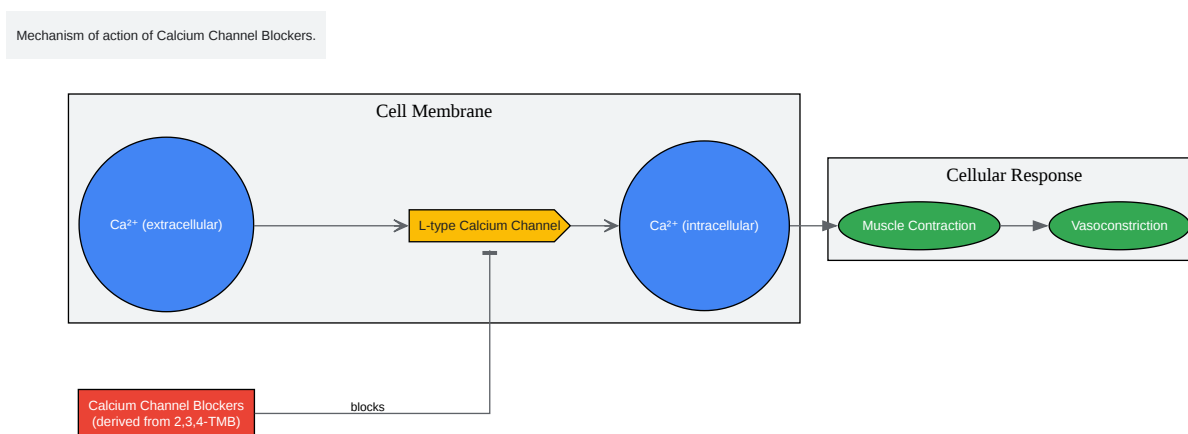 Mechanism of action of Calcium Channel Blockers.
Cell Membrane
Ca²⁺ (extracellular)
L-type Calcium Channel
Ca²⁺ (intracellular)
Cellular Response
Muscle Contraction
Vasoconstriction
Calcium Channel Blockers
(derived from 2,3,4-TMB)
blocks